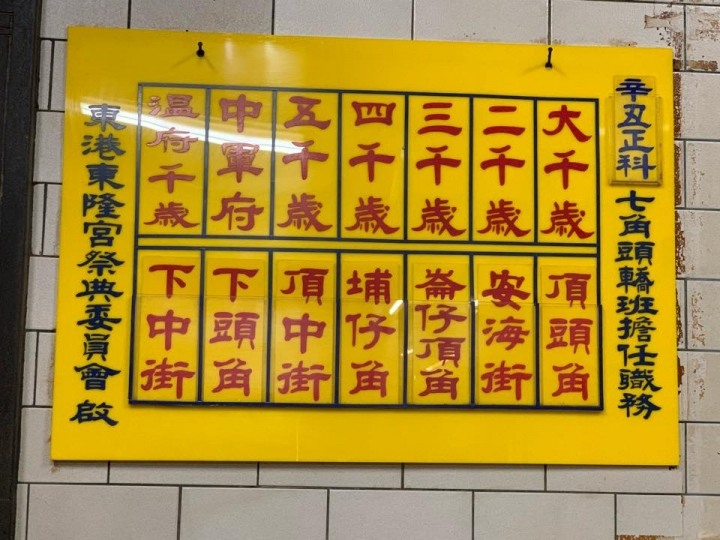 辛丑正科 七角頭轎班擔任職務
大千歲 頂頭角
二千歲 安海街
三千歲 崙仔頂角
四千歲 埔仔角
五千歲 頂中街
中軍府 下頭角
溫府千歲 下中街
東港東隆宮祭典委員會 啟